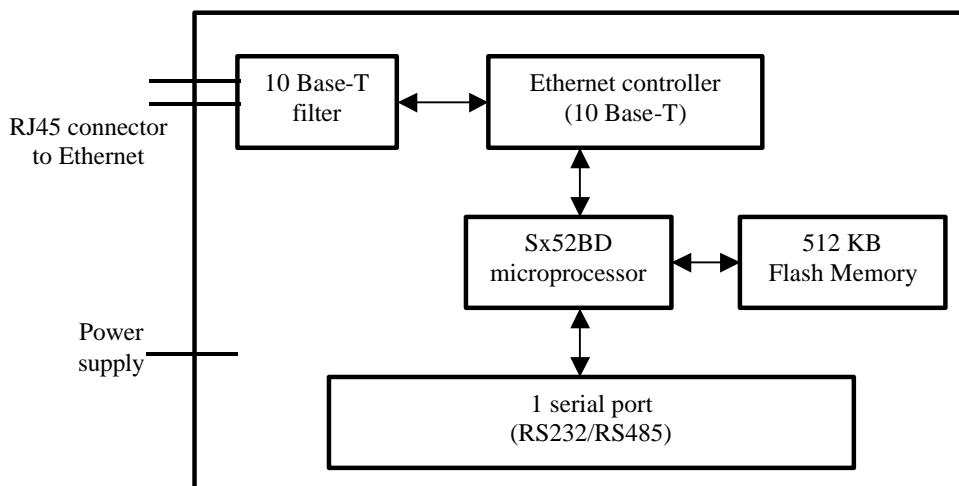 10 Base-T
filter
Ethernet controller
(10 Base-T)
RJ45 connector
to Ethernet
Sx52BD
microprocessor
512 KB
Flash Memory
Power
supply
1 serial port
(RS232/RS485)